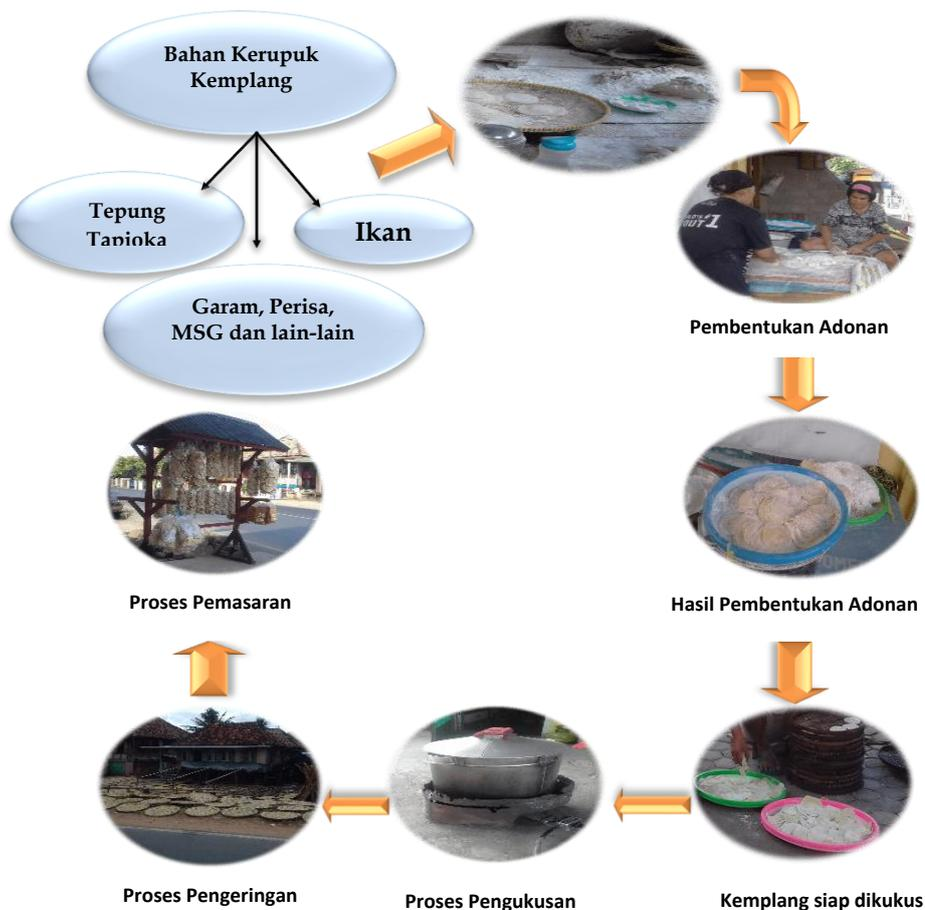 Bahan Kerupuk
Kemplang
Tepung
Tapioka
Ikan
Garam, Perisa,
MSG dan lain-lain
Pembentukan Adonan
Hasil Pembentukan Adonan
Kemplang siap dikukus
Proses Pengukusan
Proses Pengeringan
Proses Pemasaran